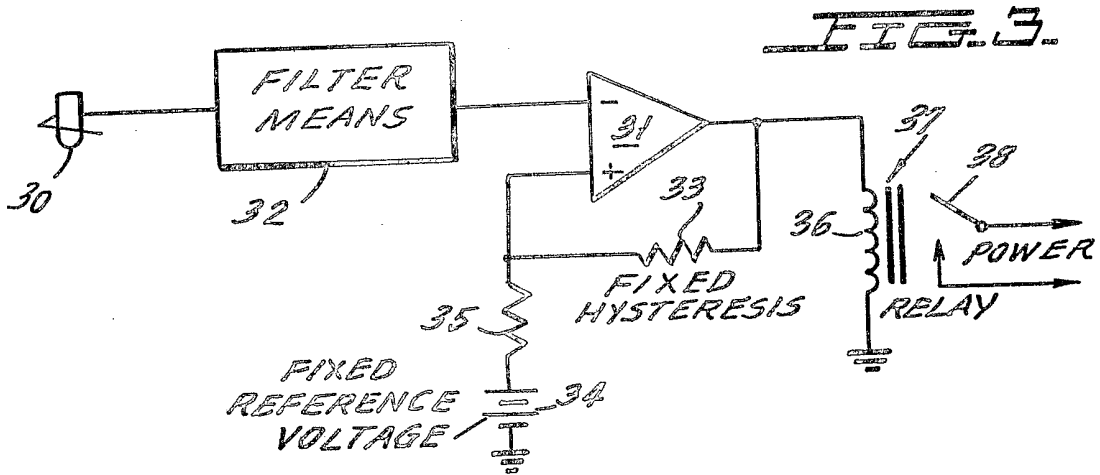 FIG. 3.
FILTER
MEANS
-
31
+
30
32
33
37
38
36
POWER
FIXED
HYSTERESIS
RELAY
35
FIXED
REFERENCE
VOLTAGE
34